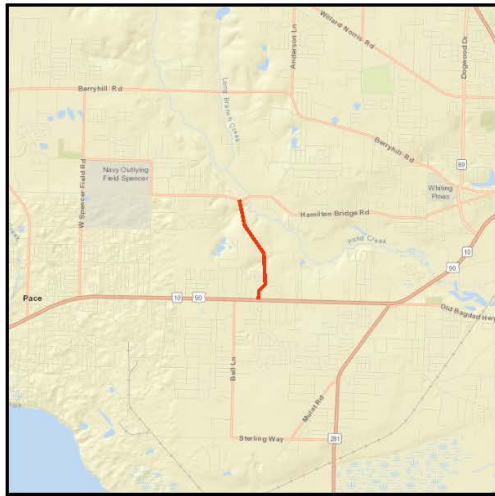 Willard Norris Rd
Anderson Ln
Dogwood Dr
Berryhill Rd
Long Branch Creek
Berryhill Rd
89
W Spencer Field Rd
Navy Outlying
Field-Spencer
Whiting
Pines
Hamilton Bridge Rd
Pond Creek
90
10
Creek
Pace
10
90
Old Bagdad Hwy
Bell Ln
Mullat Rd
Sterling Way
281